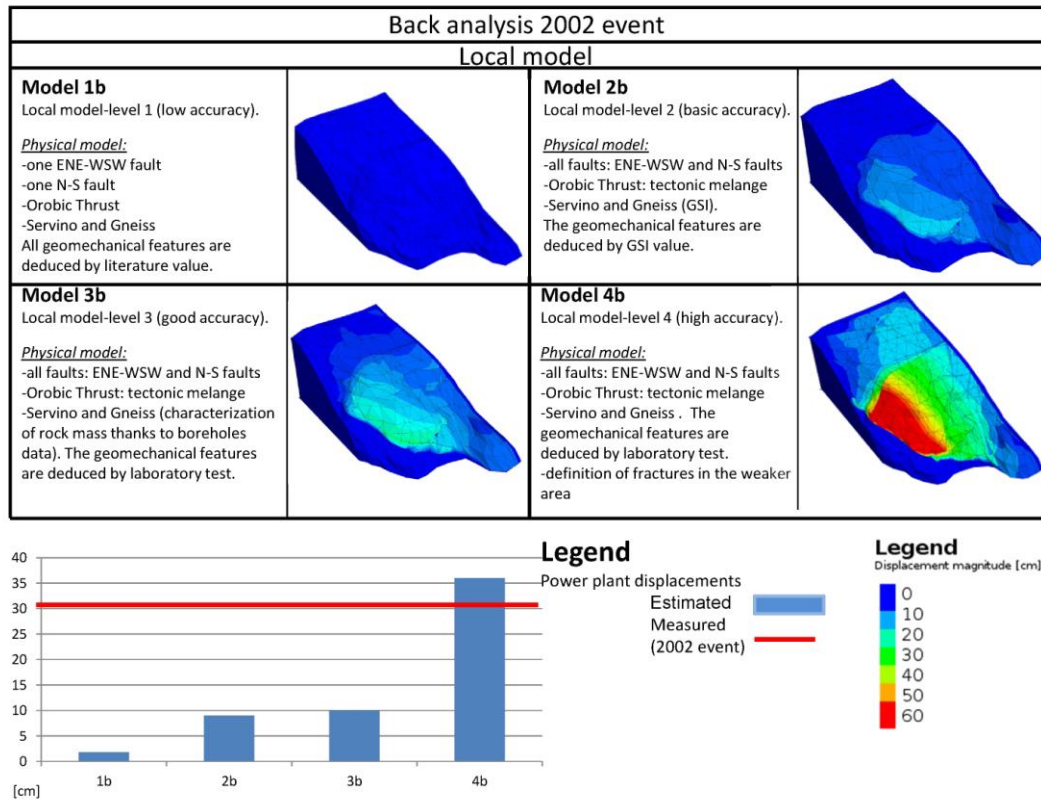 Back analysis 2002 event
Local model
Model 1b
Local model-level 1 (low accuracy).
Physical model:
-one ENE-WSW fault
-one N-S fault
-Orobic Thrust
-Servino and Gneiss
All geomechanical features are
deduced by literature value.
Model 2b
Local model-level 2 (basic accuracy).
Physical model:
-all faults: ENE-WSW and N-S faults
-Orobic Thrust: tectonic melange
-Servino and Gneiss (GSI).
The geomechanical features are
deduced by GSI value.
Model 3b
Local model-level 3 (good accuracy).
Physical model:
-all faults: ENE-WSW and N-S faults
-Orobic Thrust: tectonic melange
-Servino and Gneiss (characterization
of rock mass thanks to boreholes
data). The geomechanical features
are deduced by laboratory test.
Model 4b
Local model-level 4 (high accuracy).
Physical model:
-all faults: ENE-WSW and N-S faults
-Orobic Thrust: tectonic melange
-Servino and Gneiss . The
geomechanical features are
deduced by laboratory test.
-definition of fractures in the weaker
area
40
35
30
25
20
15
10
5
0
[cm]
1b
2b
3b
4b
Legend
Power plant displacements
Estimated
Measured
(2002 event)
Legend
Displacement magnitude [cm]
0
10
20
30
40
50
60